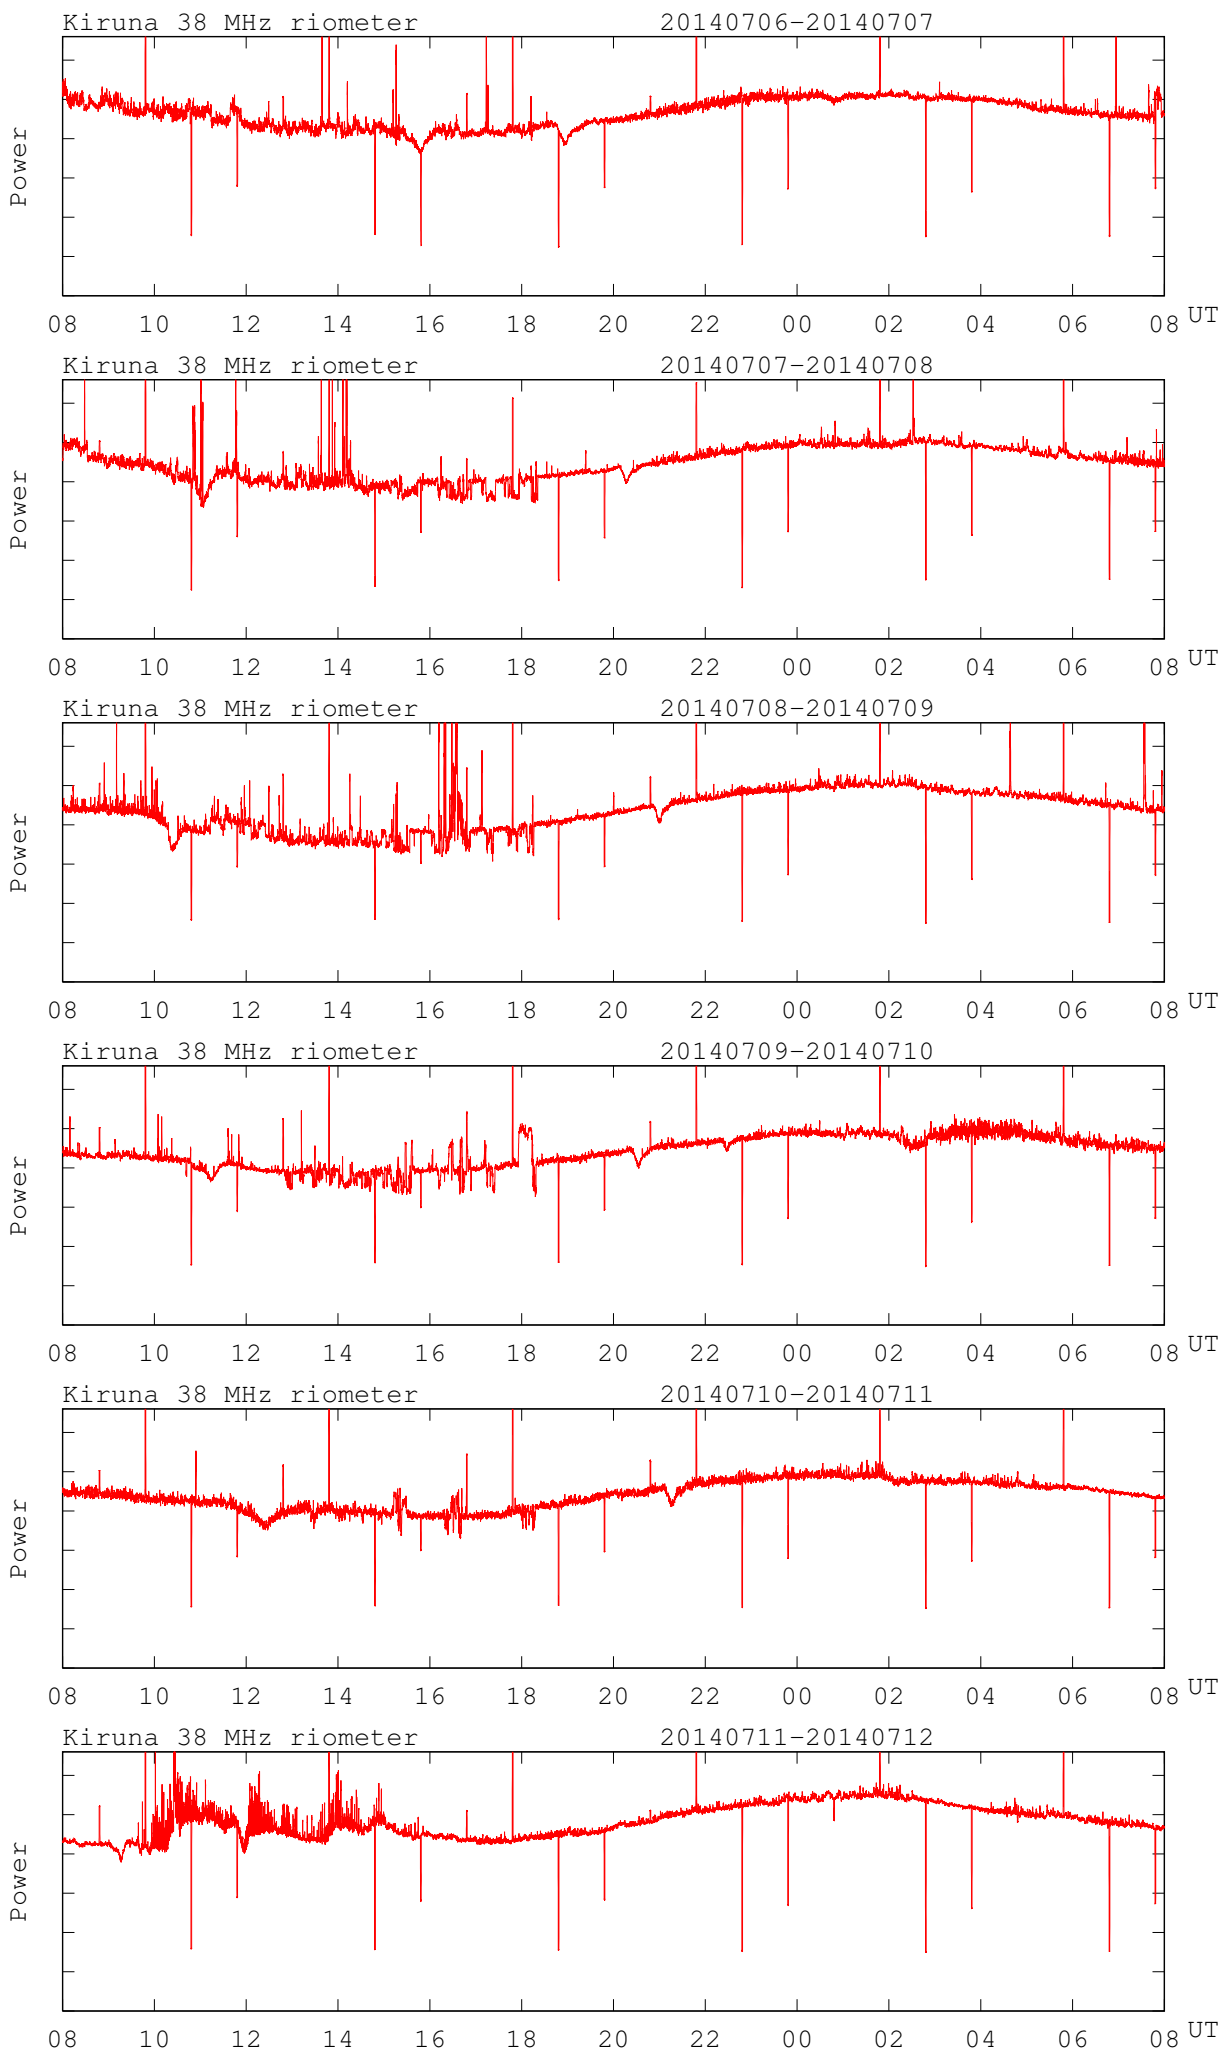 Kiruna 38 MHz riometer 20140706-20140707
Power
08 10 12 14 16 18 20 22 00 02 04 06 08 UT
Kiruna 38 MHz riometer 20140707-20140708
Power
08 10 12 14 16 18 20 22 00 02 04 06 08 UT
Kiruna 38 MHz riometer 20140708-20140709
Power
08 10 12 14 16 18 20 22 00 02 04 06 08 UT
Kiruna 38 MHz riometer 20140709-20140710
Power
08 10 12 14 16 18 20 22 00 02 04 06 08 UT
Kiruna 38 MHz riometer 20140710-20140711
Power
08 10 12 14 16 18 20 22 00 02 04 06 08 UT
Kiruna 38 MHz riometer 20140711-20140712
Power
08 10 12 14 16 18 20 22 00 02 04 06 08 UT